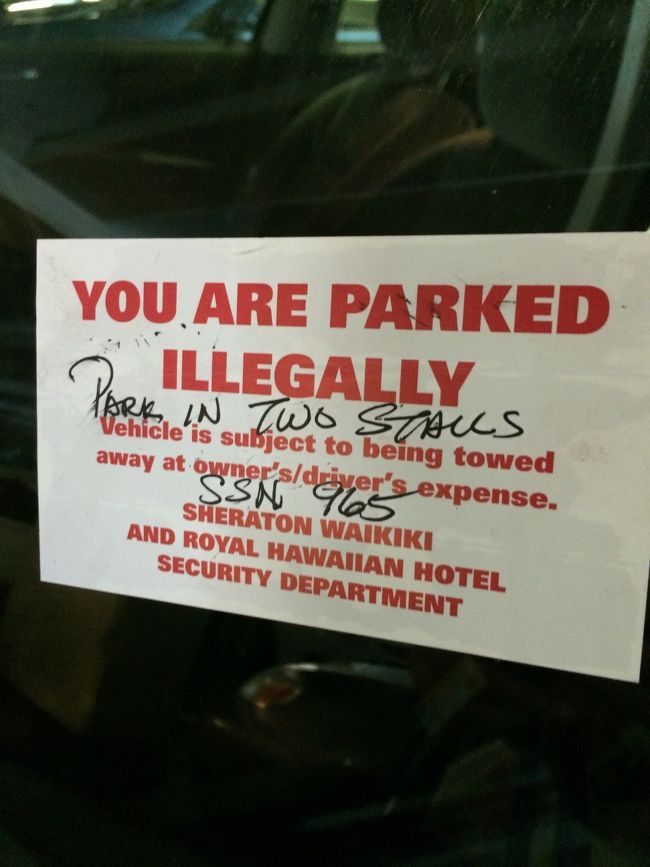 YOU ARE PARKED
ILLEGALLY
PARK IN TWO STALLS
Vehicle is subject to being towed
away at owner's/driver's expense.
SSN 965
SHERATON WAIKIKI
AND ROYAL HAWAIIAN HOTEL
SECURITY DEPARTMENT